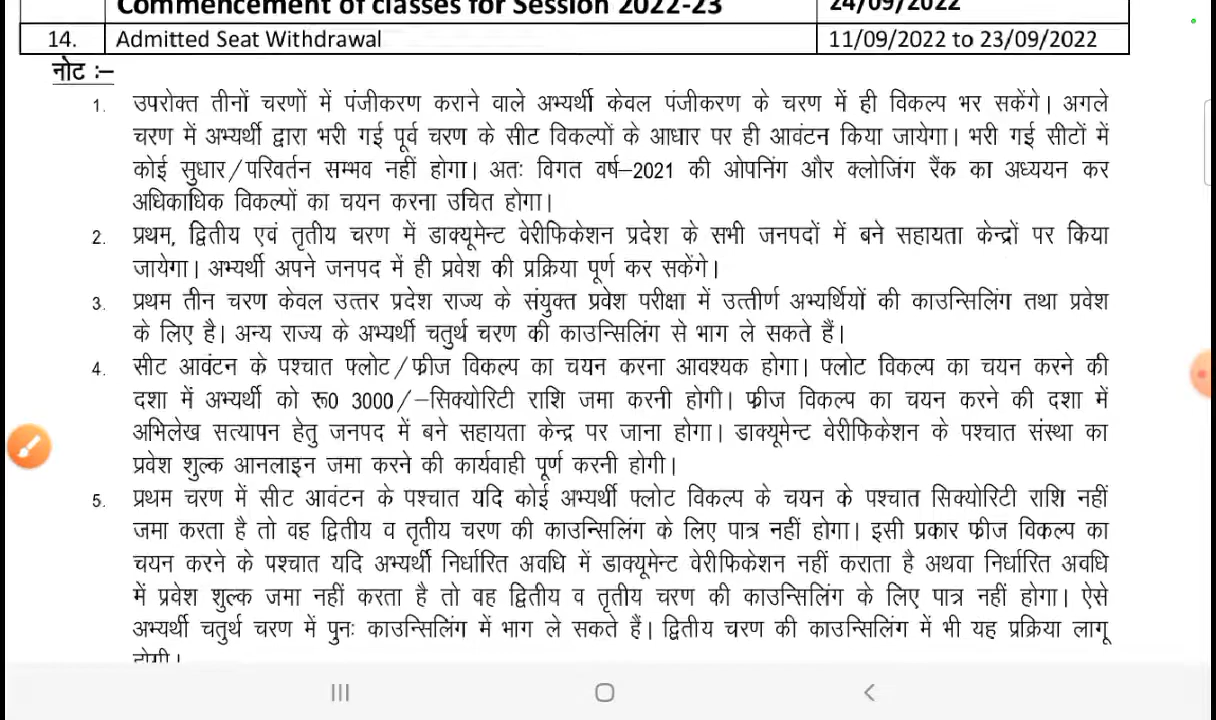 Commencement of classes for Session 2022-23 24/09/2022
14. Admitted Seat Withdrawal 11/09/2022 to 23/09/2022
नोट :–
1. उपरोक्त तीनों चरणों में पंजीकरण कराने वाले अभ्यर्थी केवल पंजीकरण के चरण में ही विकल्प भर सकेंगे। अगले
चरण में अभ्यर्थी द्वारा भरी गई पूर्व चरण के सीट विकल्पों के आधार पर ही आवंटन किया जायेगा। भरी गई सीटों में
कोई सुधार/परिवर्तन सम्भव नहीं होगा। अतः विगत वर्ष–2021 की ओपनिंग और क्लोजिंग रैंक का अध्ययन कर
अधिकाधिक विकल्पों का चयन करना उचित होगा।
2. प्रथम, द्वितीय एवं तृतीय चरण में डाक्यूमेन्ट वेरीफिकेशन प्रदेश के सभी जनपदों में बने सहायता केन्द्रों पर किया
जायेगा। अभ्यर्थी अपने जनपद में ही प्रवेश की प्रक्रिया पूर्ण कर सकेंगे।
3. प्रथम तीन चरण केवल उत्तर प्रदेश राज्य के संयुक्त प्रवेश परीक्षा में उत्तीर्ण अभ्यर्थियों की काउन्सिलिंग तथा प्रवेश
के लिए है। अन्य राज्य के अभ्यर्थी चतुर्थ चरण की काउन्सिलिंग से भाग ले सकते हैं।
4. सीट आवंटन के पश्चात फ्लोट/फ्रीज विकल्प का चयन करना आवश्यक होगा। फ्लोट विकल्प का चयन करने की
दशा में अभ्यर्थी को रू0 3000/–सिक्योरिटी राशि जमा करनी होगी। फ्रीज विकल्प का चयन करने की दशा में
अभिलेख सत्यापन हेतु जनपद में बने सहायता केन्द्र पर जाना होगा। डाक्यूमेन्ट वेरीफिकेशन के पश्चात संस्था का
प्रवेश शुल्क आनलाइन जमा करने की कार्यवाही पूर्ण करनी होगी।
5. प्रथम चरण में सीट आवंटन के पश्चात यदि कोई अभ्यर्थी फ्लोट विकल्प के चयन के पश्चात सिक्योरिटी राशि नहीं
जमा करता है तो वह द्वितीय व तृतीय चरण की काउन्सिलिंग के लिए पात्र नहीं होगा। इसी प्रकार फ्रीज विकल्प का
चयन करने के पश्चात यदि अभ्यर्थी निर्धारित अवधि में डाक्यूमेन्ट वेरीफिकेशन नहीं कराता है अथवा निर्धारित अवधि
में प्रवेश शुल्क जमा नहीं करता है तो वह द्वितीय व तृतीय चरण की काउन्सिलिंग के लिए पात्र नहीं होगा। ऐसे
अभ्यर्थी चतुर्थ चरण में पुनः काउन्सिलिंग में भाग ले सकते हैं। द्वितीय चरण की काउन्सिलिंग में भी यह प्रक्रिया लागू
होगी।